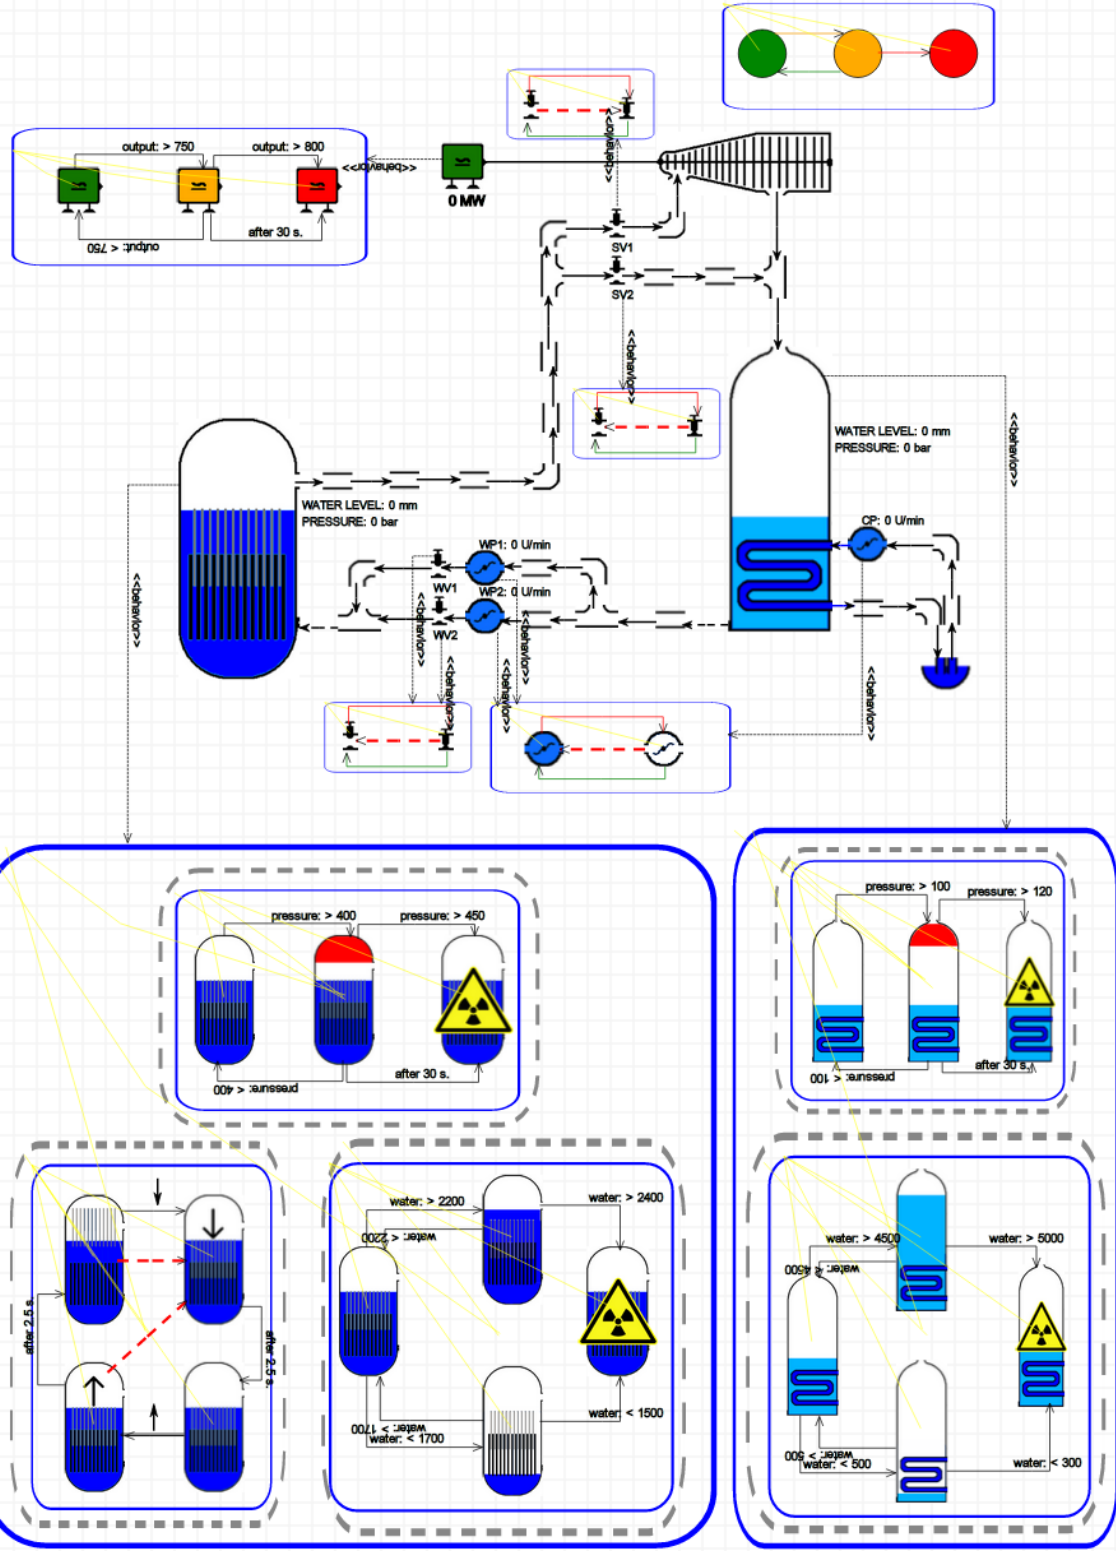 output: > 750
output: > 800
output: < 750
after 30 s.
<<behavior>>
0 MW
<<behavior>>
SV1
SV2
<<behavior>>
<<behavior>>
WATER LEVEL: 0 mm
PRESSURE: 0 bar
WATER LEVEL: 0 mm
PRESSURE: 0 bar
CP: 0 U/min
WP1: 0 U/min
WV1
WP2: 0 U/min
WV2
<<behavior>>
<<behavior>>
<<behavior>>
<<behavior>>
<<behavior>>
<<behavior>>
pressure: > 400
pressure: > 450
pressure: < 400
after 30 s.
pressure: > 100
pressure: > 120
pressure: < 100
after 30 s.
after 2.5 s.
after 2.5 s.
water: > 2200
water: > 2400
water: < 2200
water: > 1700
water: < 1700
water: < 1500
water: > 4500
water: > 5000
water: < 4500
water: > 500
water: < 500
water: < 300